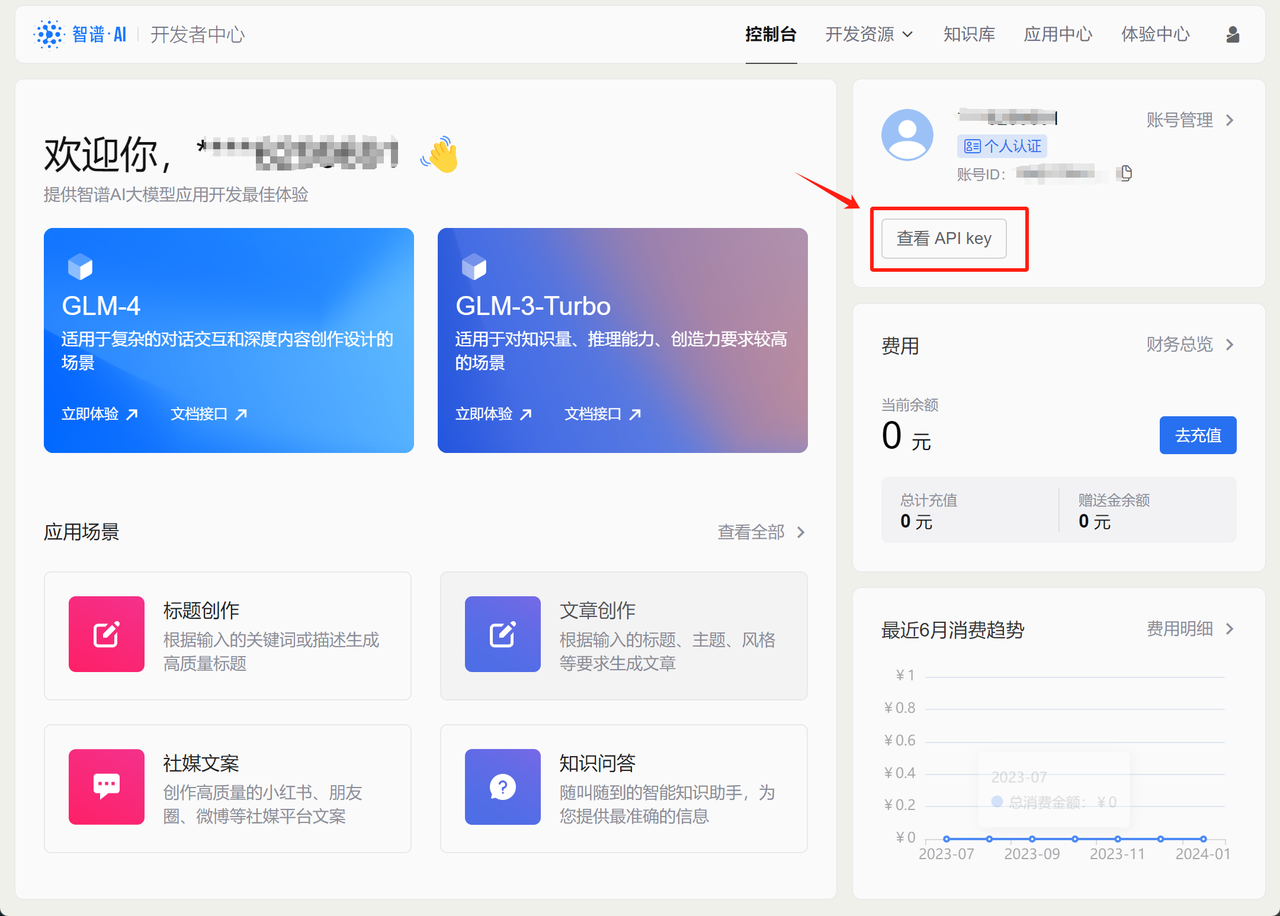 智谱·AI 开发者中心
控制台 开发资源 知识库 应用中心 体验中心
欢迎你，
提供智谱AI大模型应用开发最佳体验
GLM-4
适用于复杂的对话交互和深度内容创作设计的
场景
立即体验 文档接口
GLM-3-Turbo
适用于对知识量、推理能力、创造力要求较高
的场景
立即体验 文档接口
应用场景
查看全部
标题创作
根据输入的关键词或描述生成
高质量标题
文章创作
根据输入的标题、主题、风格
等要求生成文章
社媒文案
创作高质量的小红书、朋友
圈、微博等社媒平台文案
知识问答
随叫随到的智能知识助手，为
您提供最准确的信息
账号管理
个人认证
账号ID：
查看 API key
费用
财务总览
当前余额
0 元
去充值
总计充值
0 元
赠送金余额
0 元
最近6月消费趋势
费用明细
￥1
￥0.8
￥0.6
￥0.4
￥0.2
￥0
2023-07
总消费金额： ￥0
2023-07 2023-09 2023-11 2024-01